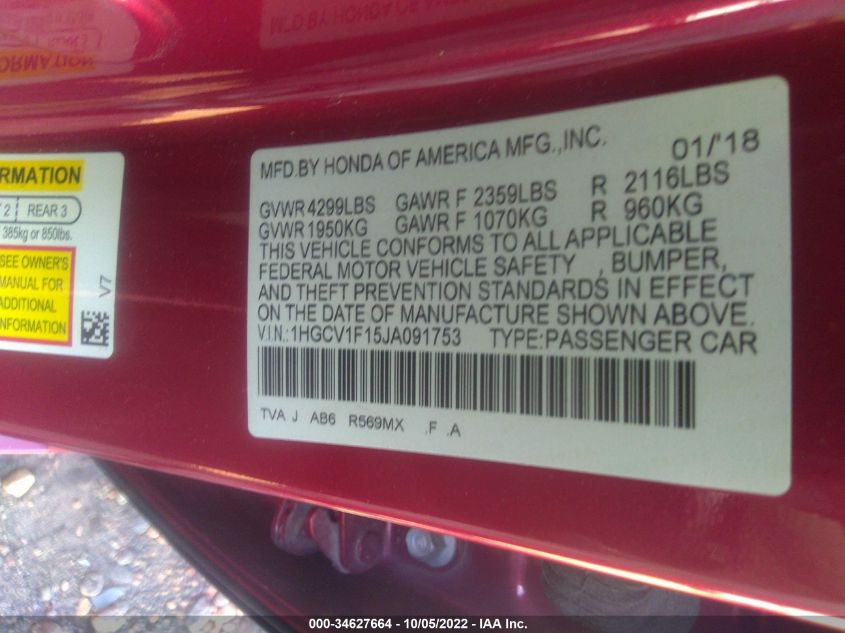 MFD.BY HONDA OF AMERICA MFG.,INC. 01/'18
GVWR 4299LBS GAWR F 2359LBS R 2116LBS
GVWR 1950KG GAWR F 1070KG R 960KG
THIS VEHICLE CONFORMS TO ALL APPLICABLE
FEDERAL MOTOR VEHICLE SAFETY , BUMPER,
AND THEFT PREVENTION STANDARDS IN EFFECT
ON THE DATE OF MANUFACTURE SHOWN ABOVE.
V.I.N.:1HGCV1F15JA091753 TYPE:PASSENGER CAR
TVA J AB6 R569MX .F .A
RMATION
2 REAR 3
385kg or 850lbs.
SEE OWNER'S
MANUAL FOR
ADDITIONAL
INFORMATION
V7
000-34627664 - 10/05/2022 - IAA Inc.